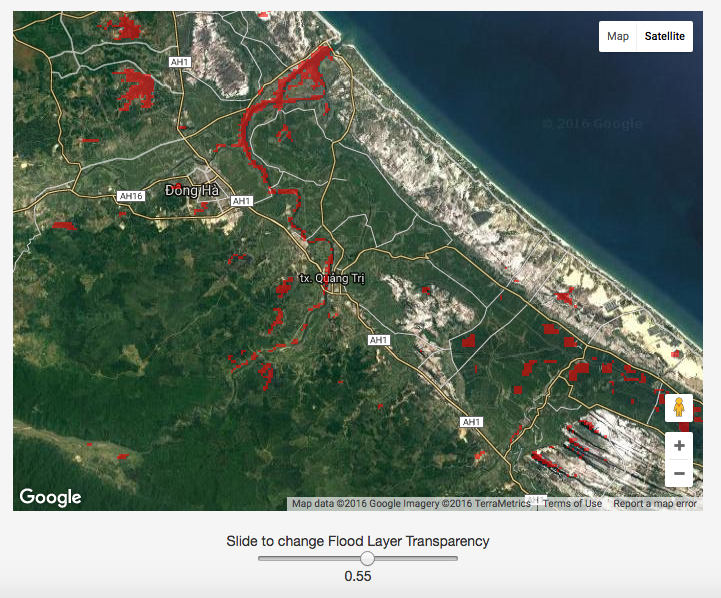 Map Satellite
AH1
© 2016 Google
AH16
Đông Hà
AH1
tx. Quảng Trị
AH1
AH1
Google
Map data ©2016 Google Imagery ©2016 TerraMetrics Terms of Use Report a map error
Slide to change Flood Layer Transparency
0.55